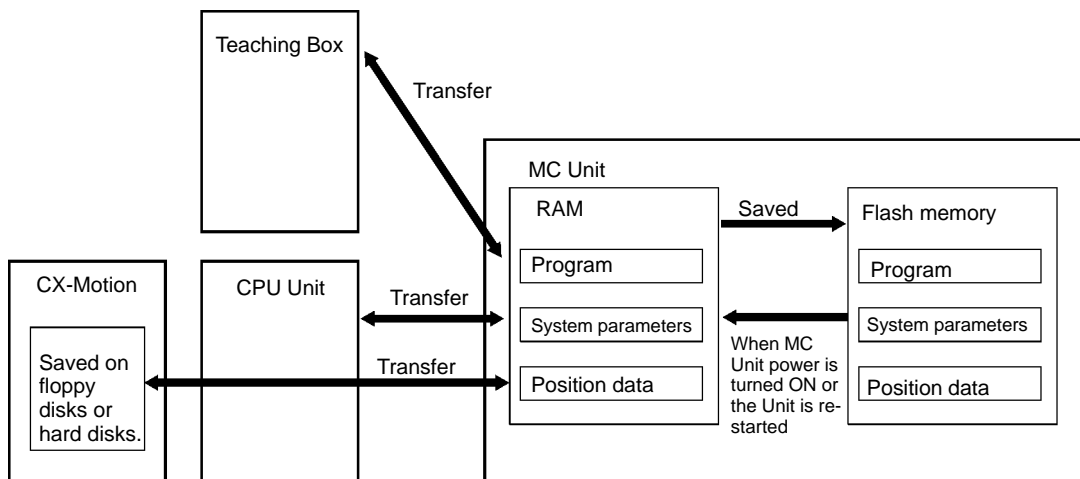 Teaching Box
Transfer
MC Unit
RAM
Saved
Flash memory
Program
Program
CX-Motion
CPU Unit
Transfer
System parameters
System parameters
Saved on
floppy
disks or
hard disks.
Transfer
Position data
When MC
Unit power is
turned ON or
the Unit is re-
started
Position data